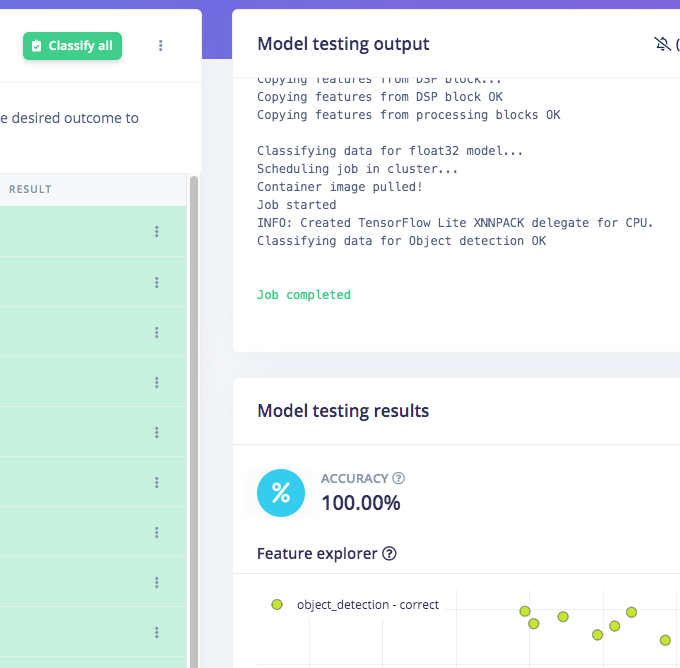 Classify all
e desired outcome to
RESULT
Model testing output
Copying features from DSP block...
Copying features from DSP block OK
Copying features from processing blocks OK
Classifying data for float32 model...
Scheduling job in cluster...
Container image pulled!
Job started
INFO: Created TensorFlow Lite XNNPACK delegate for CPU.
Classifying data for Object detection OK
Job completed
Model testing results
%
ACCURACY ?
100.00%
Feature explorer ?
object_detection - correct